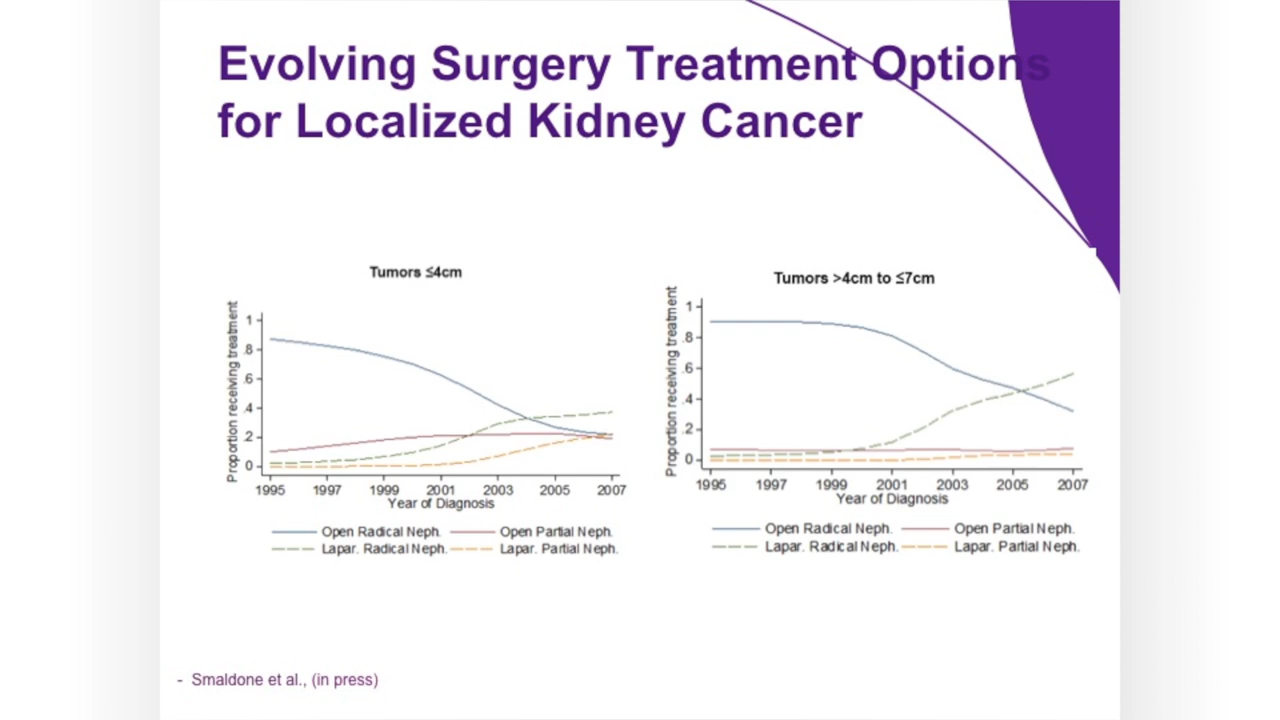 Evolving Surgery Treatment Options
for Localized Kidney Cancer
Tumors ≤4cm
Proportion receiving treatment
1
.8
.6
.4
.2
0
1995 1997 1999 2001 2003 2005 2007
Year of Diagnosis
Open Radical Neph. Open Partial Neph.
Lapar. Radical Neph. Lapar. Partial Neph.
Tumors >4cm to ≤7cm
Proportion receiving treatment
1
.8
.6
.4
.2
0
1995 1997 1999 2001 2003 2005 2007
Year of Diagnosis
Open Radical Neph. Open Partial Neph.
Lapar. Radical Neph. Lapar. Partial Neph.
- Smaldone et al., (in press)